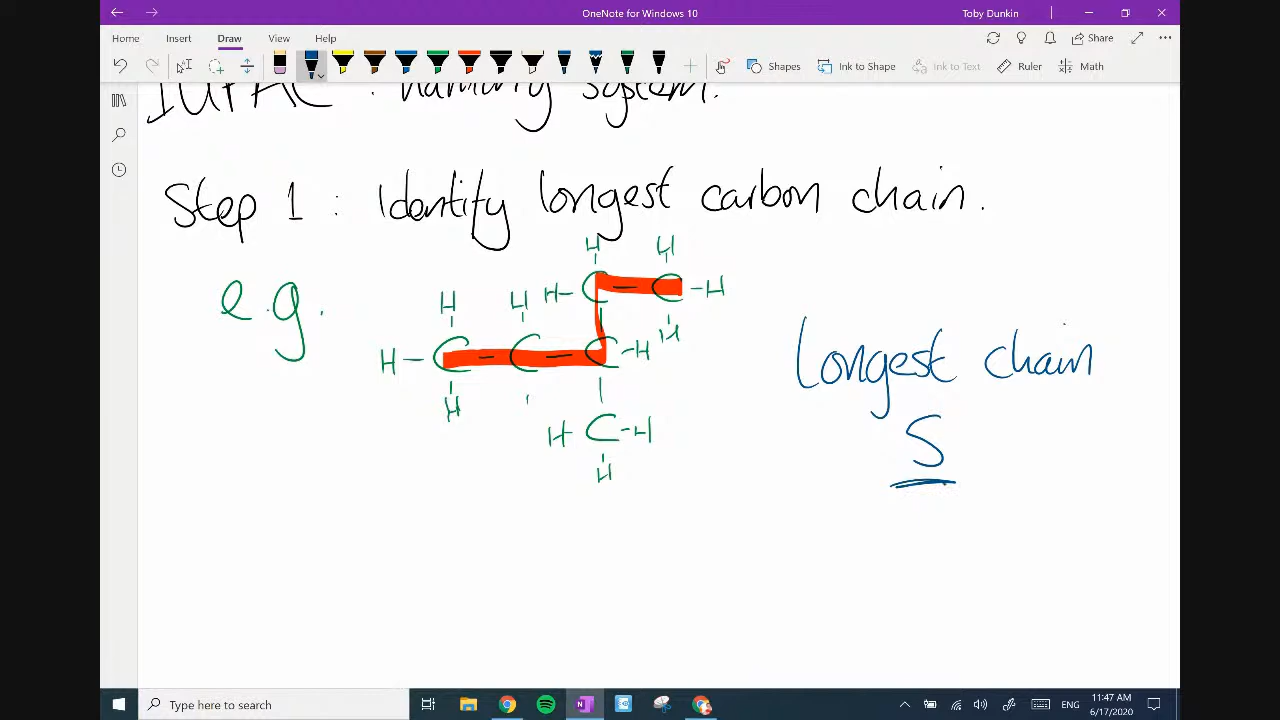 OneNote for Windows 10
Toby Dunkin
Home Insert Draw View Help
Share
Shapes Ink to Shape Ink to Text Ruler Math
IUPAC : naming system.
Step 1 : Identify longest carbon chain.
e.g.
H H
H C C H
H H H
H C C C H
H
H C H
H
Longest chain
5
Type here to search
ENG
11:47 AM
6/17/2020